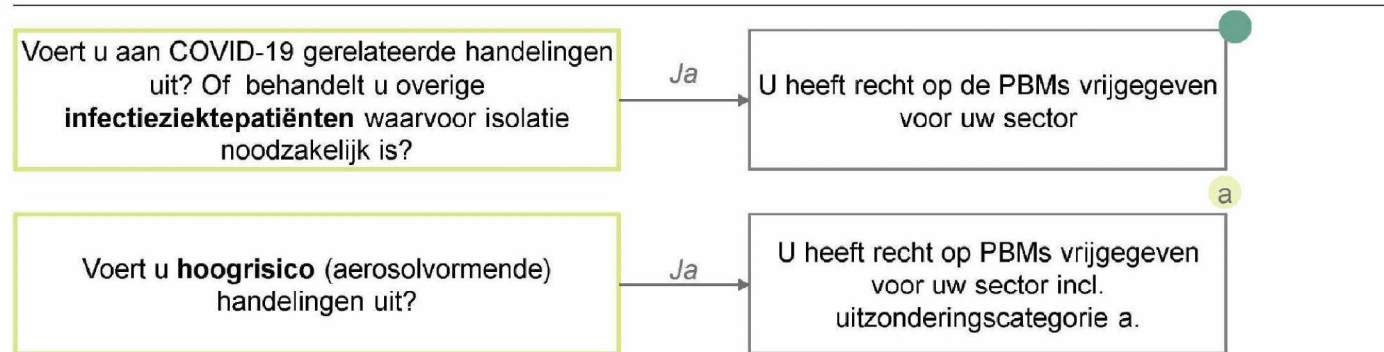 Voert u aan COVID-19 gerelateerde handelingen
uit? Of behandelt u overige
infectieziektepatiënten waarvoor isolatie
noodzakelijk is?
Ja
U heeft recht op de PBMs vrijgegeven
voor uw sector
a
Voert u hoogrisico (aerosolvormende)
handelingen uit?
Ja
U heeft recht op PBMs vrijgegeven
voor uw sector incl.
uitzonderingscategorie a.